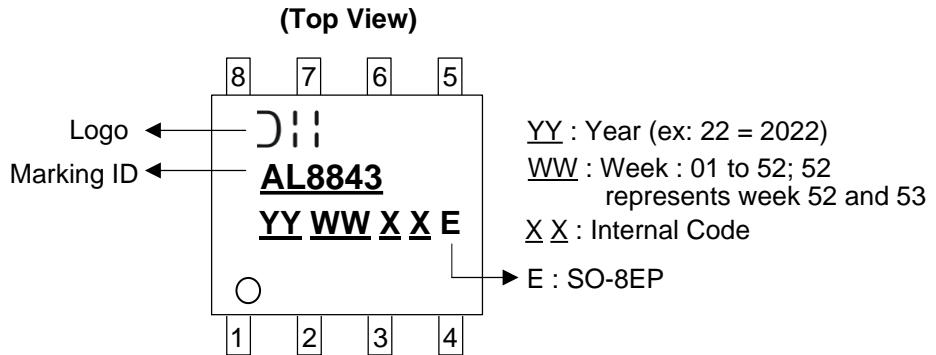 (Top View)
8 7 6 5
Logo
Marking ID
AL8843
YY WW X X E
1 2 3 4
YY : Year (ex: 22 = 2022)
WW : Week : 01 to 52; 52
represents week 52 and 53
X X : Internal Code
E : SO-8EP